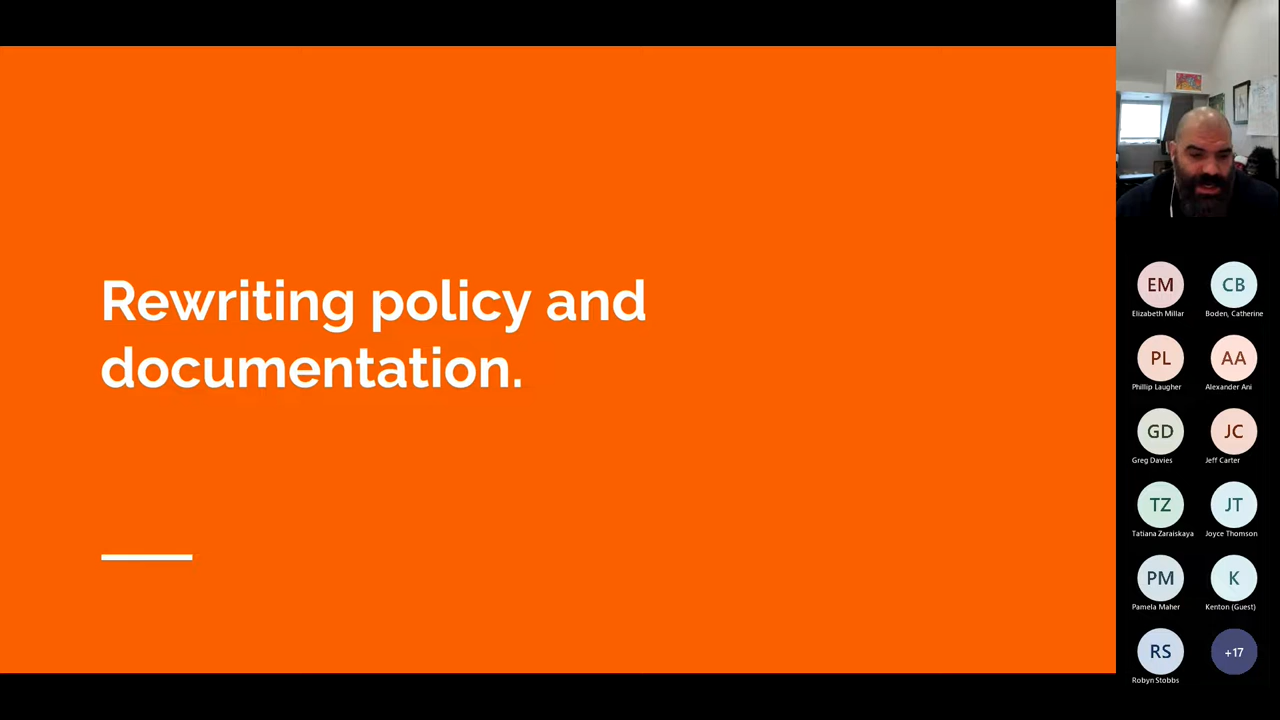 Rewriting policy and
documentation.
EM
CB
Elizabeth Millar
Boden, Catherine
PL
AA
Phillip Laugher
Alexander Ani
GD
JC
Greg Davies
Jeff Carter
TZ
JT
Tatiana Zaraiskaya
Joyce Thomson
PM
K
Pamela Maher
Kenton (Guest)
RS
+17
Robyn Stobbs